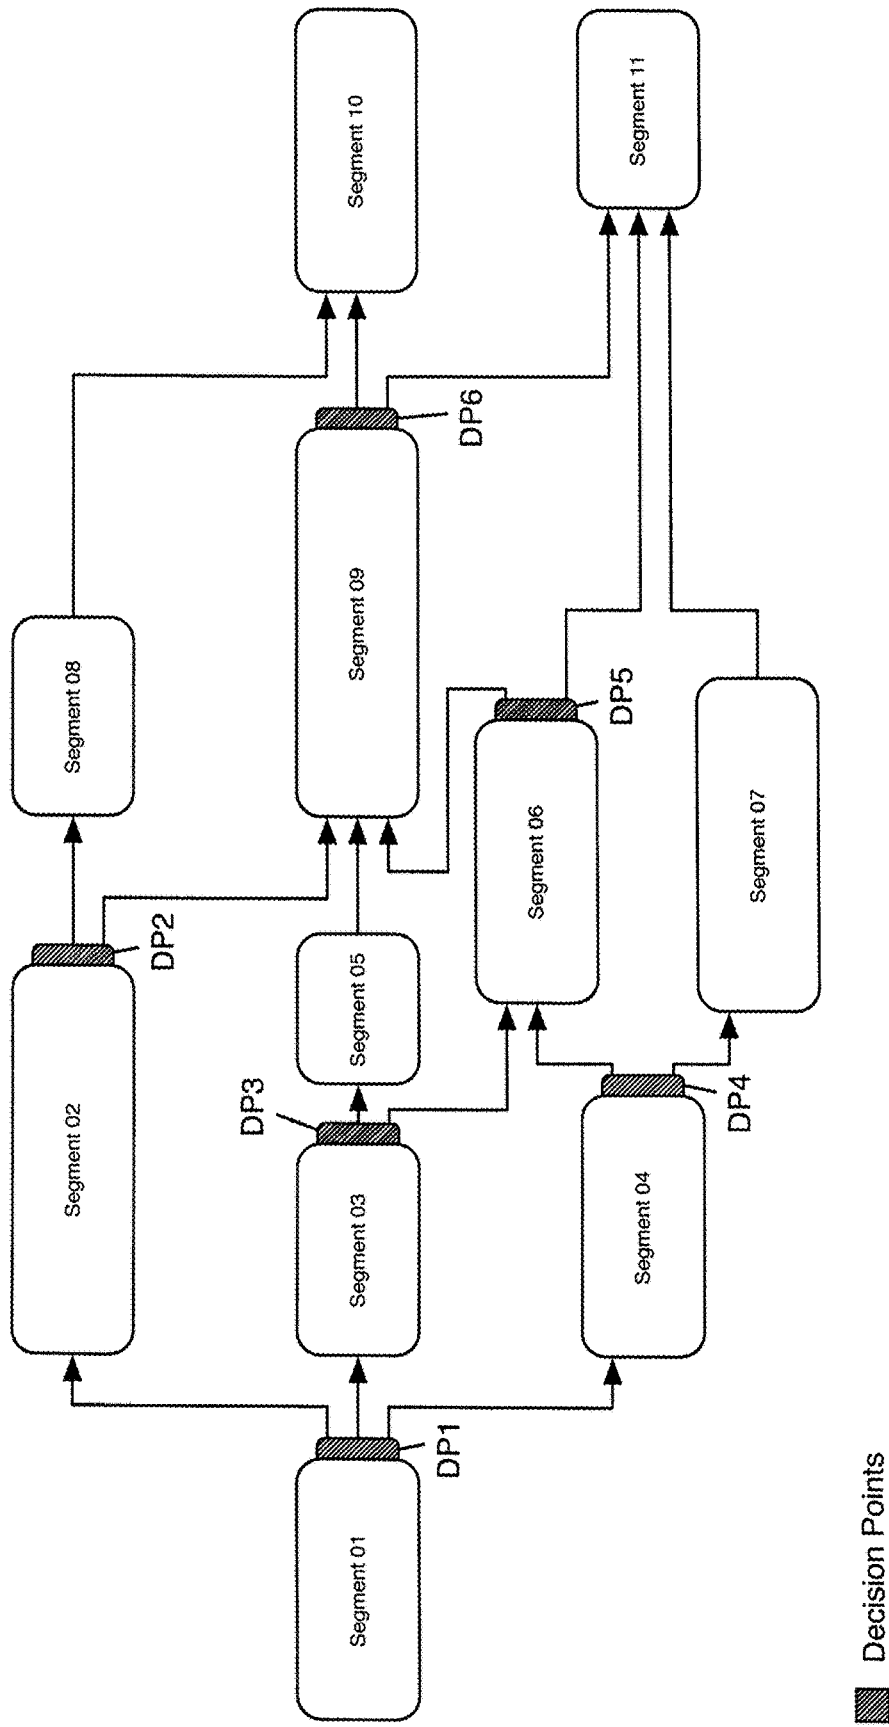 Segment 01
DP1
Segment 02
DP2
Segment 03
DP3
Segment 04
DP4
Segment 05
Segment 06
DP5
Segment 07
Segment 08
Segment 09
DP6
Segment 10
Segment 11
Decision Points